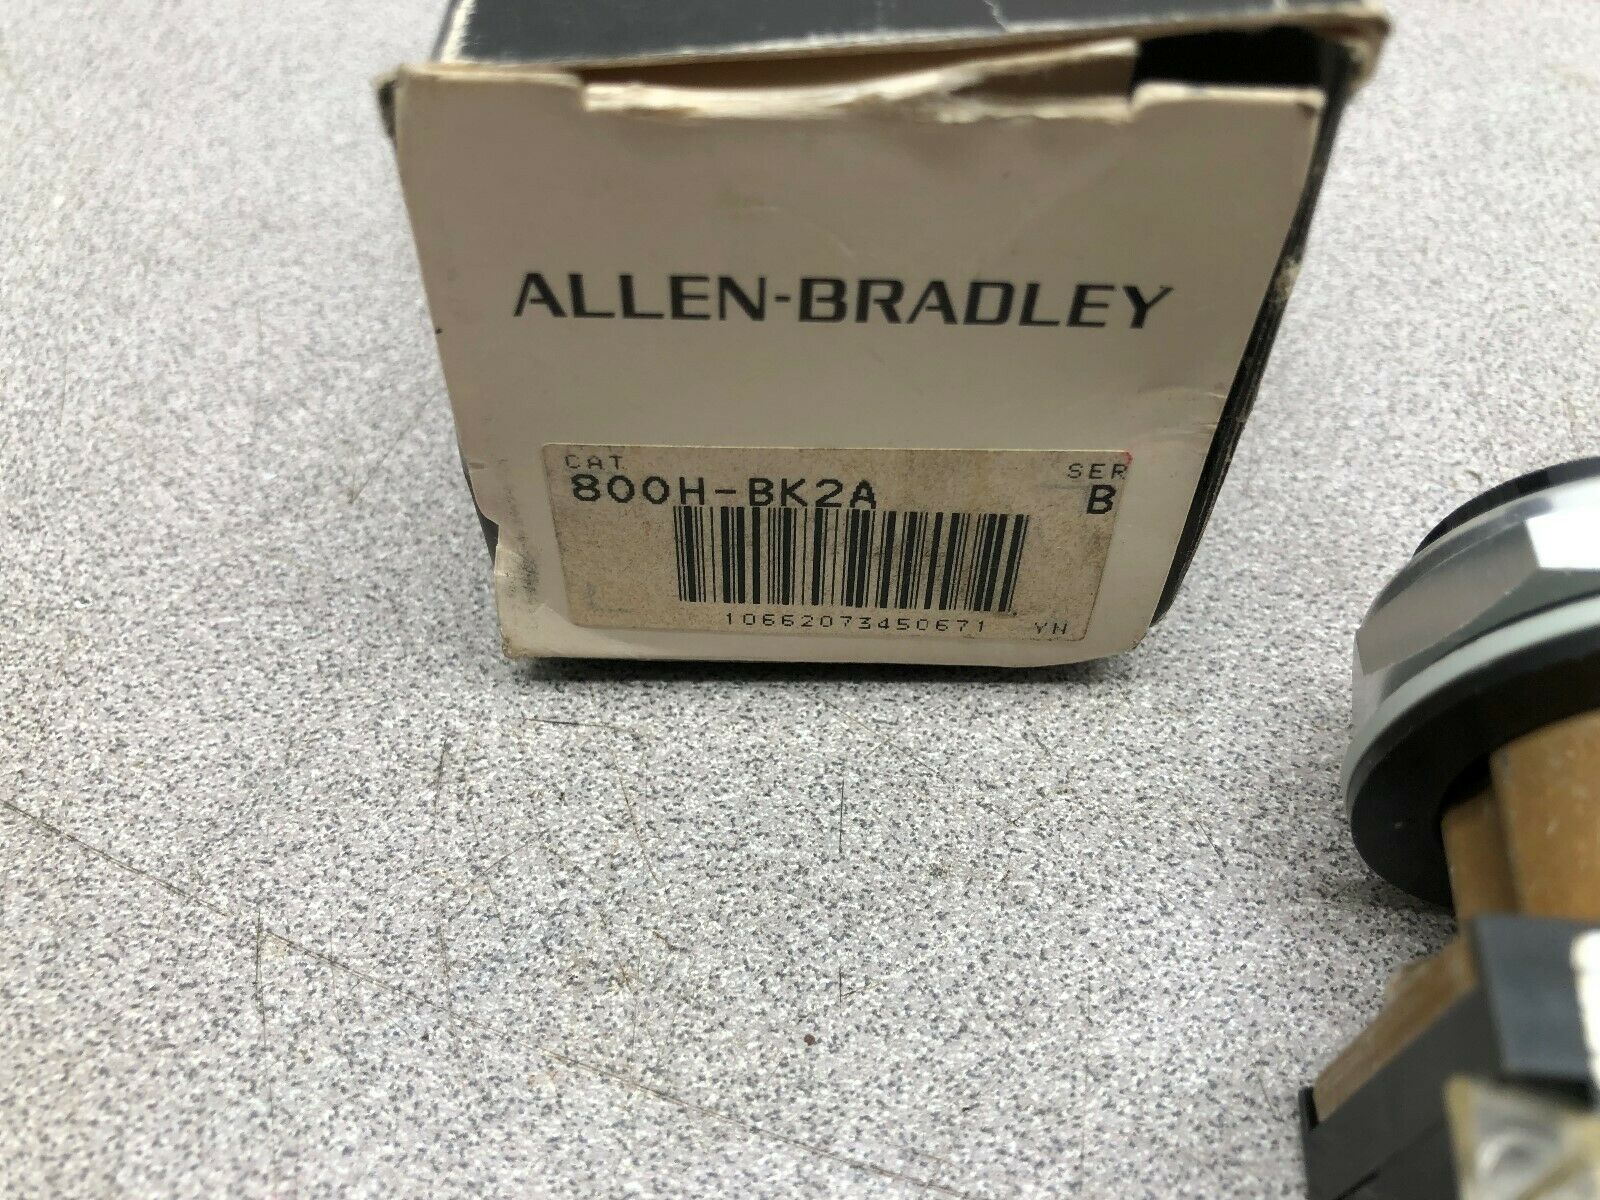 ALLEN-BRADLEY
CAT SER
800H-BK2A B
10662073450671 YN